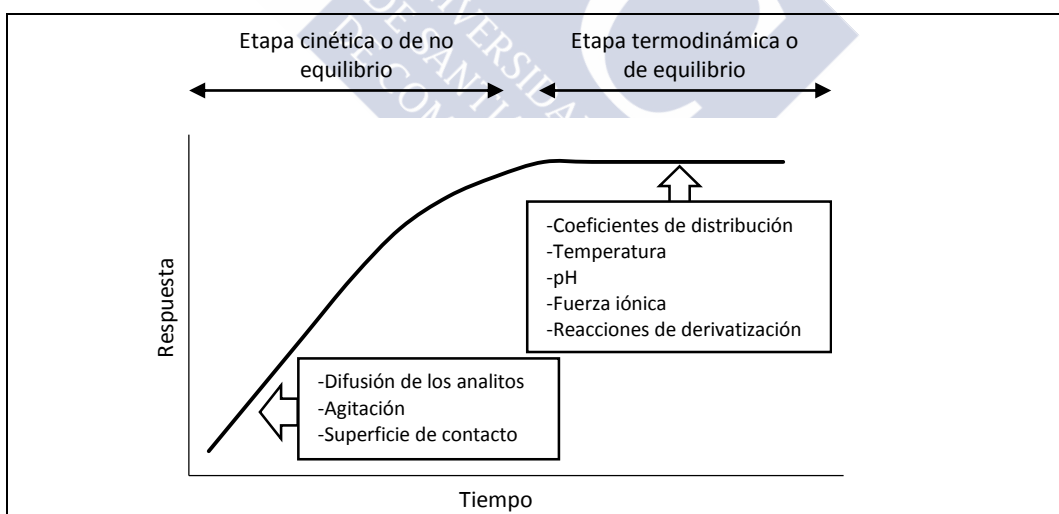 Etapa cinética o de no
equilibrio
Etapa termodinámica o
de equilibrio
-Coeficientes de distribución
-Temperatura
-pH
-Fuerza iónica
-Reacciones de derivatización
Respuesta
-Difusión de los analitos
-Agitación
-Superficie de contacto
Tiempo